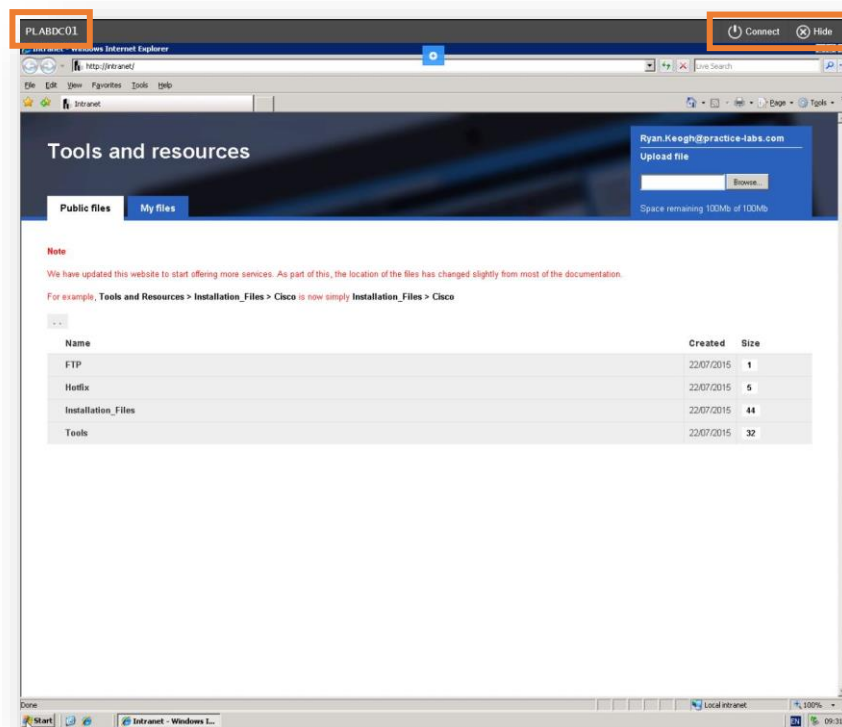 PLABDC01
Connect
Hide
Intranet - Windows Internet Explorer
http://intranet/
Live Search
File Edit View Favorites Tools Help
Intranet
Page
Tools
Tools and resources
Ryan.Keogh@practice-labs.com
Upload file
Browse...
Public files
My files
Space remaining 100Mb of 100Mb
Note
We have updated this website to start offering more services. As part of this, the location of the files has changed slightly from most of the documentation.
For example, Tools and Resources > Installation_Files > Cisco is now simply Installation_Files > Cisco
. .
Name Created Size
FTP 22/07/2015 1
Hotfix 22/07/2015 5
Installation_Files 22/07/2015 44
Tools 22/07/2015 32
Done
Local intranet
100%
Start
Intranet - Windows I...
EN
09:31